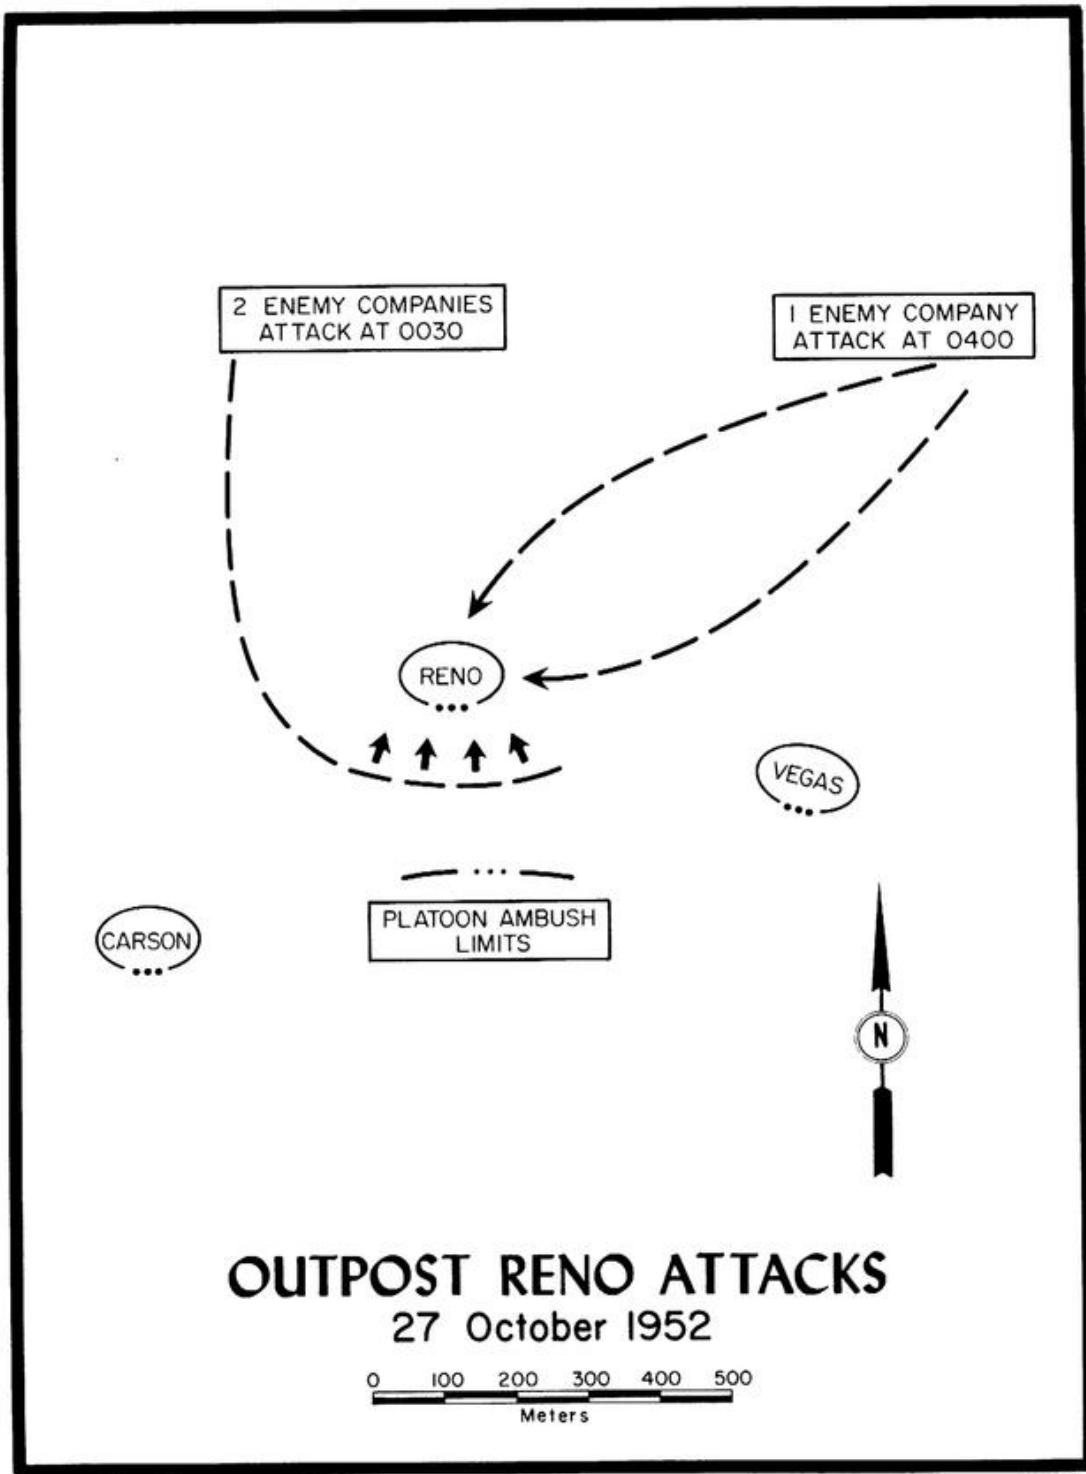 2 ENEMY COMPANIES
ATTACK AT 0030
1 ENEMY COMPANY
ATTACK AT 0400
RENO
VEGAS
PLATOON AMBUSH
LIMITS
CARSON
N
OUTPOST RENO ATTACKS
27 October 1952
0 100 200 300 400 500
Meters